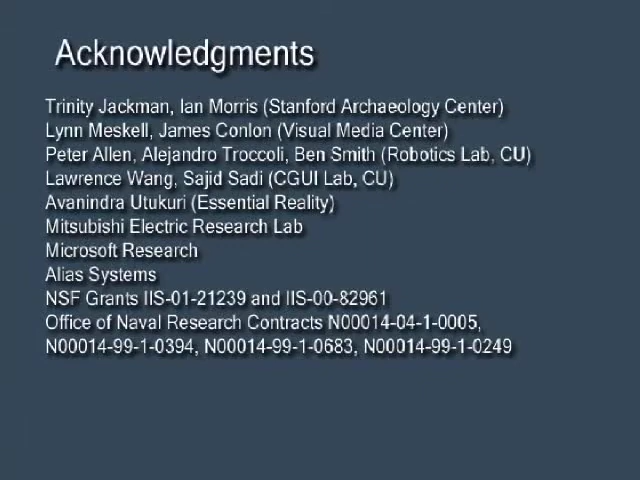 Acknowledgments
Trinity Jackman, Ian Morris (Stanford Archaeology Center)
Lynn Meskell, James Conlon (Visual Media Center)
Peter Allen, Alejandro Troccoli, Ben Smith (Robotics Lab, CU)
Lawrence Wang, Sajid Sadi (CGUI Lab, CU)
Avanindra Utukuri (Essential Reality)
Mitsubishi Electric Research Lab
Microsoft Research
Alias Systems
NSF Grants IIS-01-21239 and IIS-00-82961
Office of Naval Research Contracts N00014-04-1-0005,
N00014-99-1-0394, N00014-99-1-0683, N00014-99-1-0249